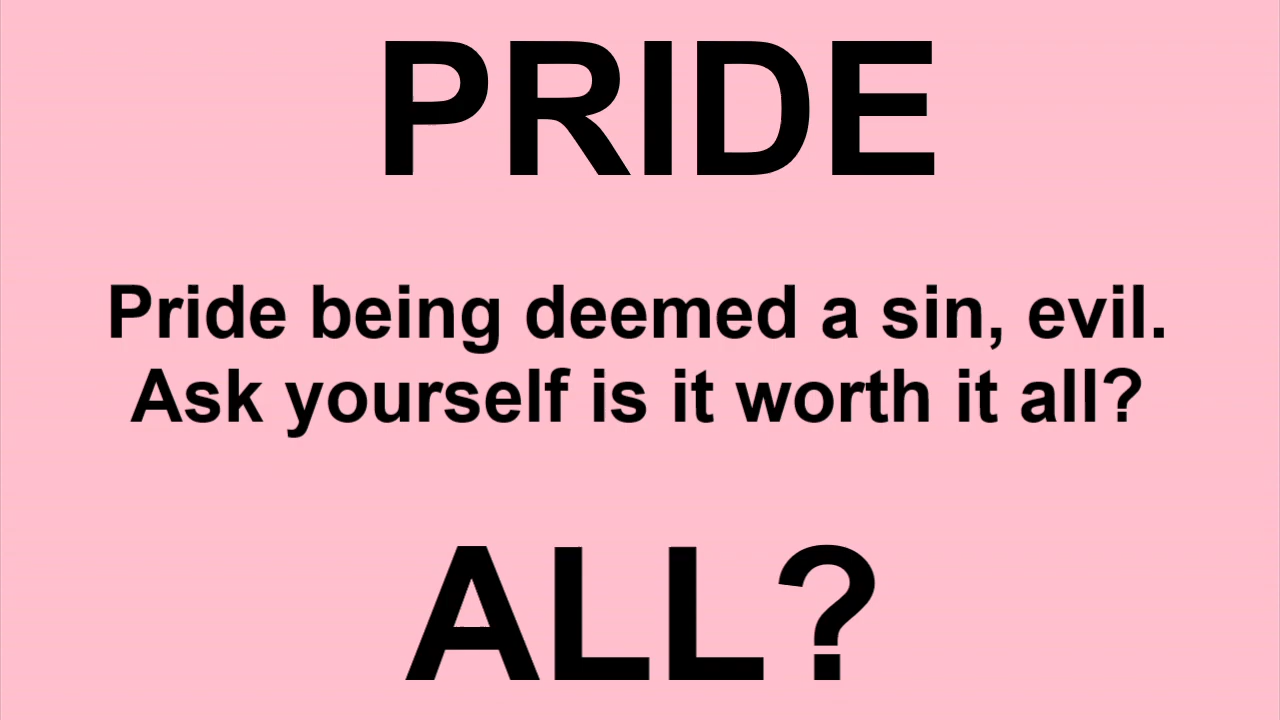 PRIDE
Pride being deemed a sin, evil.
Ask yourself is it worth it all?
ALL?